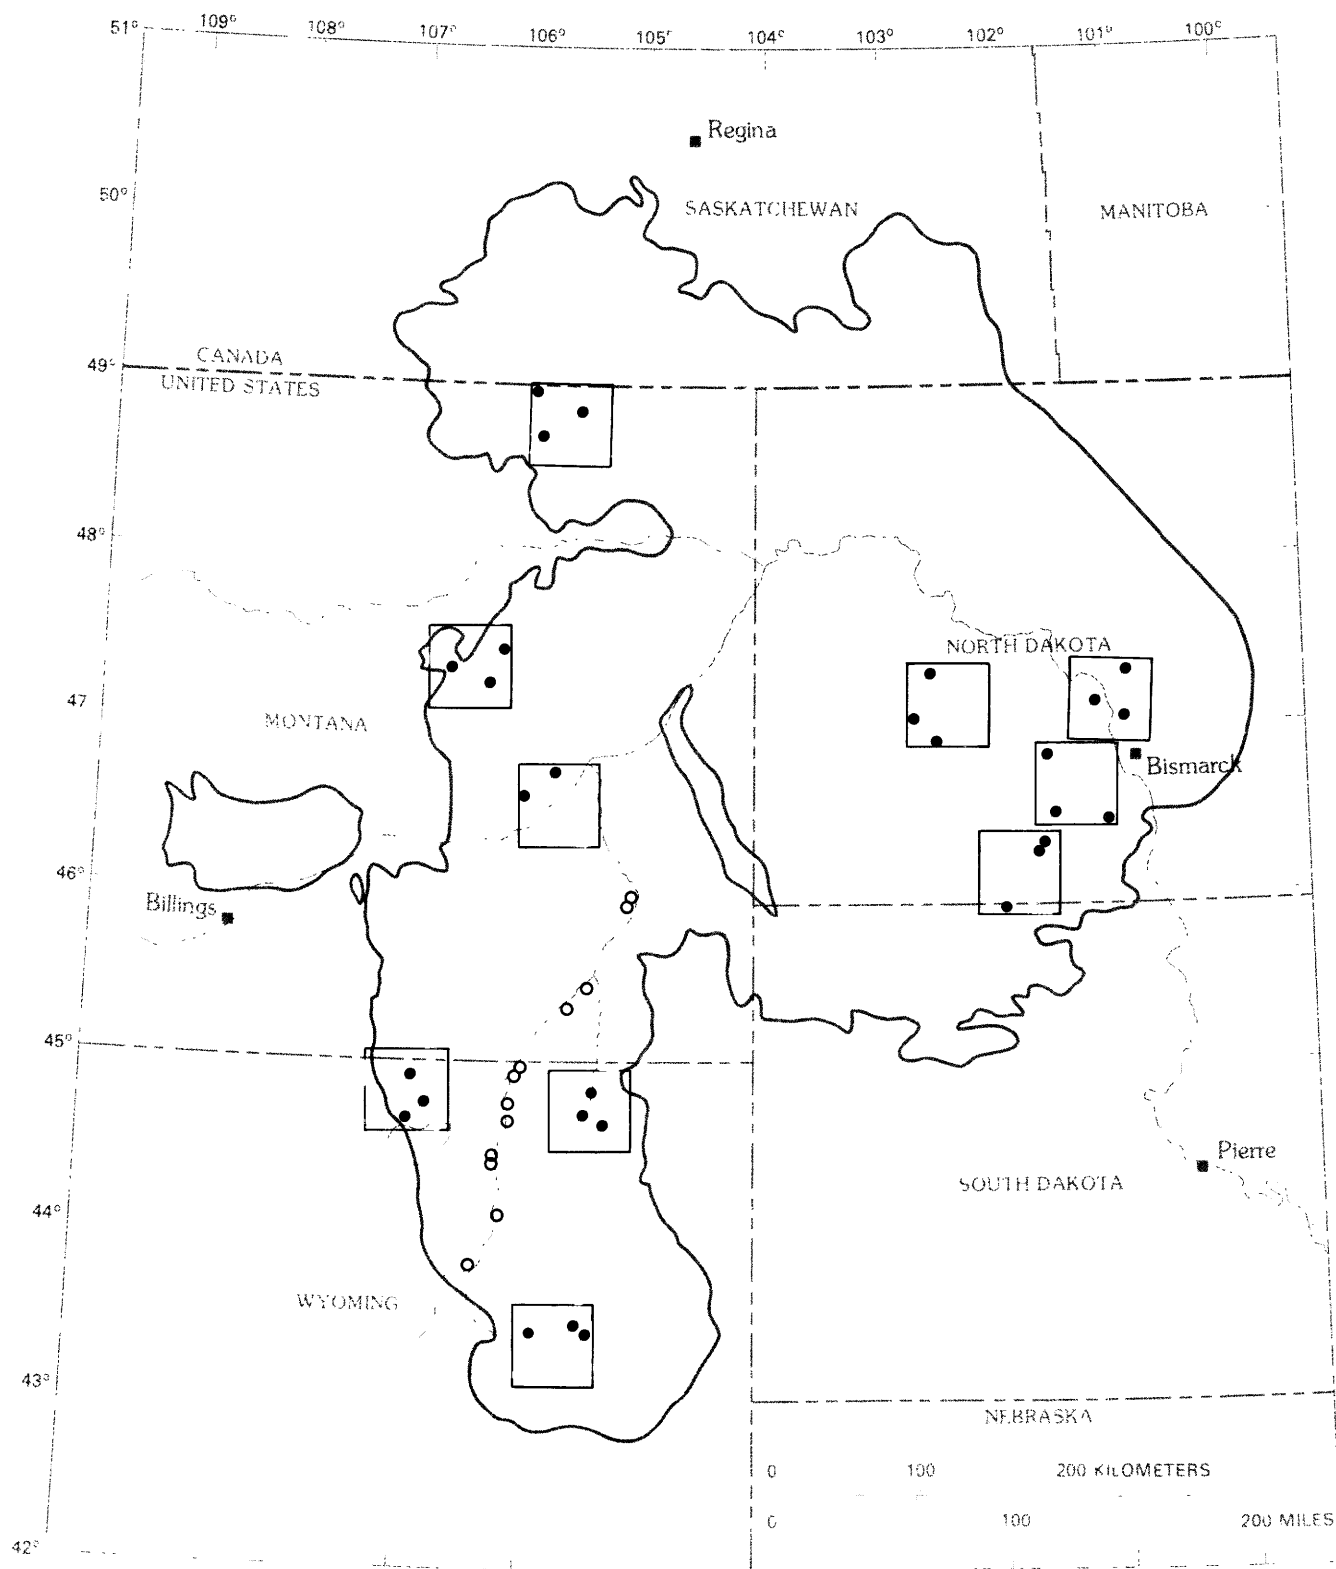 51° 109° 108° 107° 106° 105° 104° 103° 102° 101° 100°
Regina
50°
SASKATCHEWAN MANITOBA
49° CANADA
UNITED STATES
48°
NORTH DAKOTA
47
MONTANA
Bismarck
46°
Billings
45°
Pierre
SOUTH DAKOTA
44°
WYOMING
43°
NEBRASKA
0 100 200 KILOMETERS
0 100 200 MILES
42°